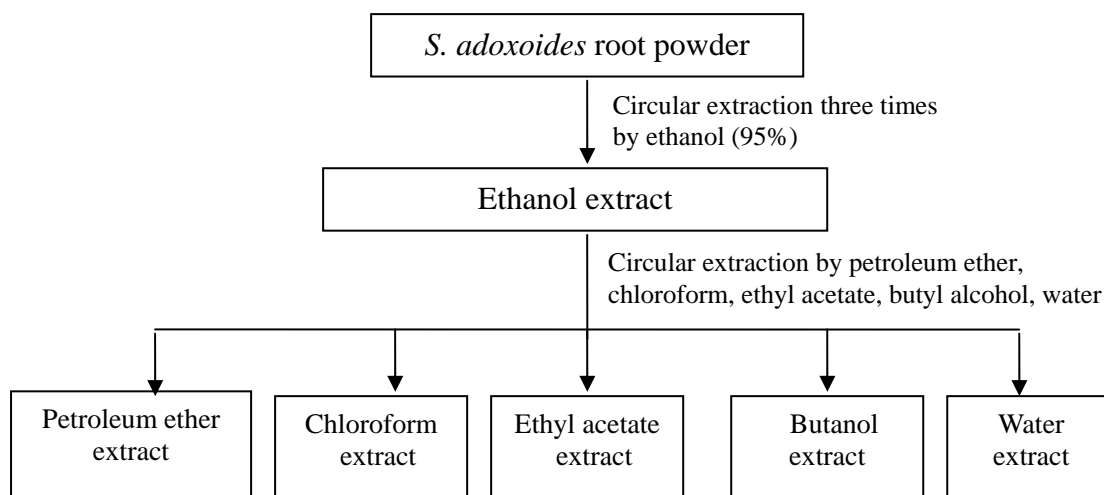 S. adoxoides root powder
Circular extraction three times
by ethanol (95%)
Ethanol extract
Circular extraction by petroleum ether,
chloroform, ethyl acetate, butyl alcohol, water
Petroleum ether
extract
Chloroform
extract
Ethyl acetate
extract
Butanol
extract
Water
extract